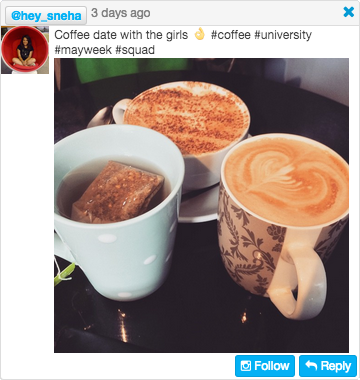 @hey_sneha 3 days ago
Coffee date with the girls 👌 #coffee #university
#mayweek #squad
Follow Reply